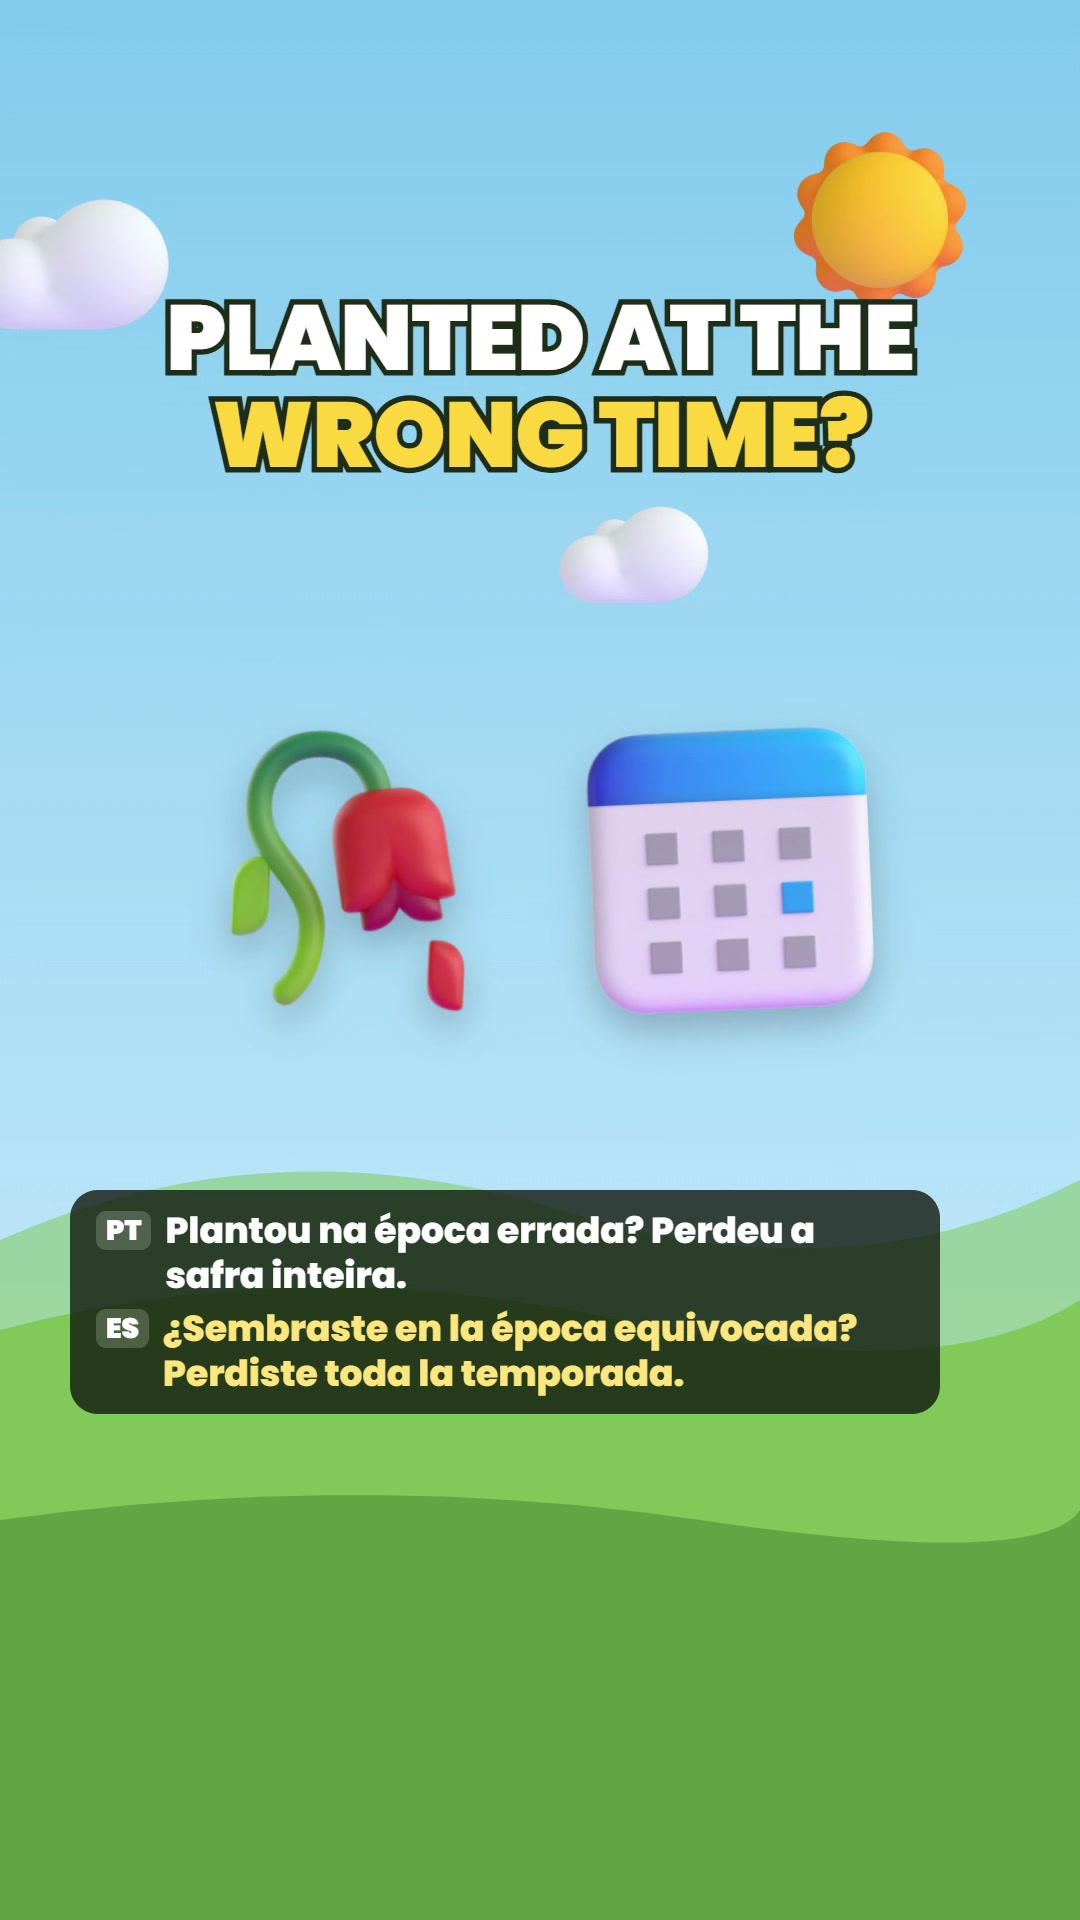 PLANTED AT THE
WRONG TIME?
PT Plantou na época errada? Perdeu a
safra inteira.
ES ¿Sembraste en la época equivocada?
Perdiste toda la temporada.